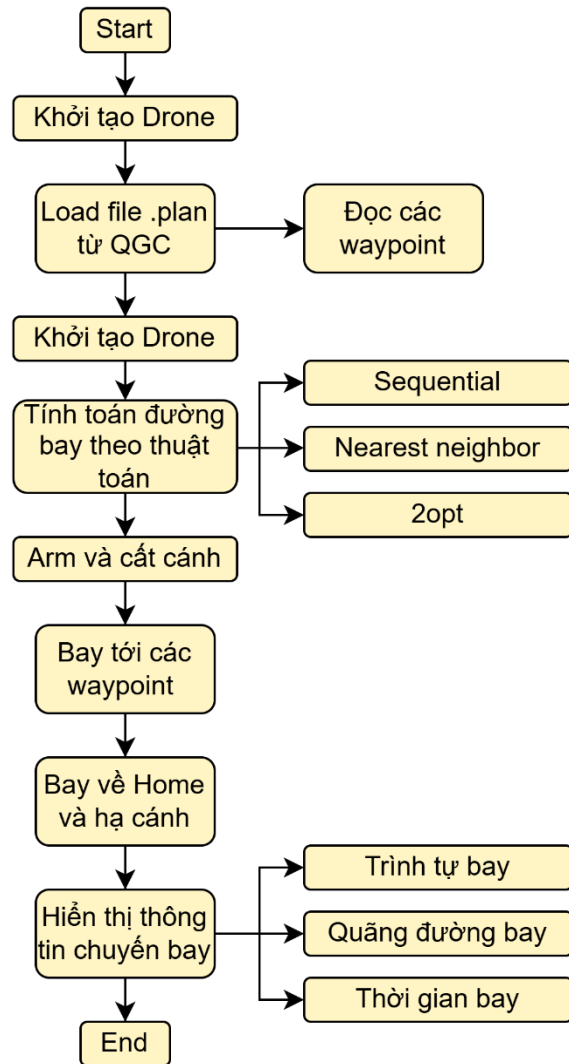 Start
Khởi tạo Drone
Load file .plan
từ QGC
Đọc các
waypoint
Khởi tạo Drone
Tính toán đường
bay theo thuật
toán
Sequential
Nearest neighbor
2opt
Arm và cất cánh
Bay tới các
waypoint
Bay về Home
và hạ cánh
Hiển thị thông
tin chuyến bay
Trình tự bay
Quãng đường bay
Thời gian bay
End